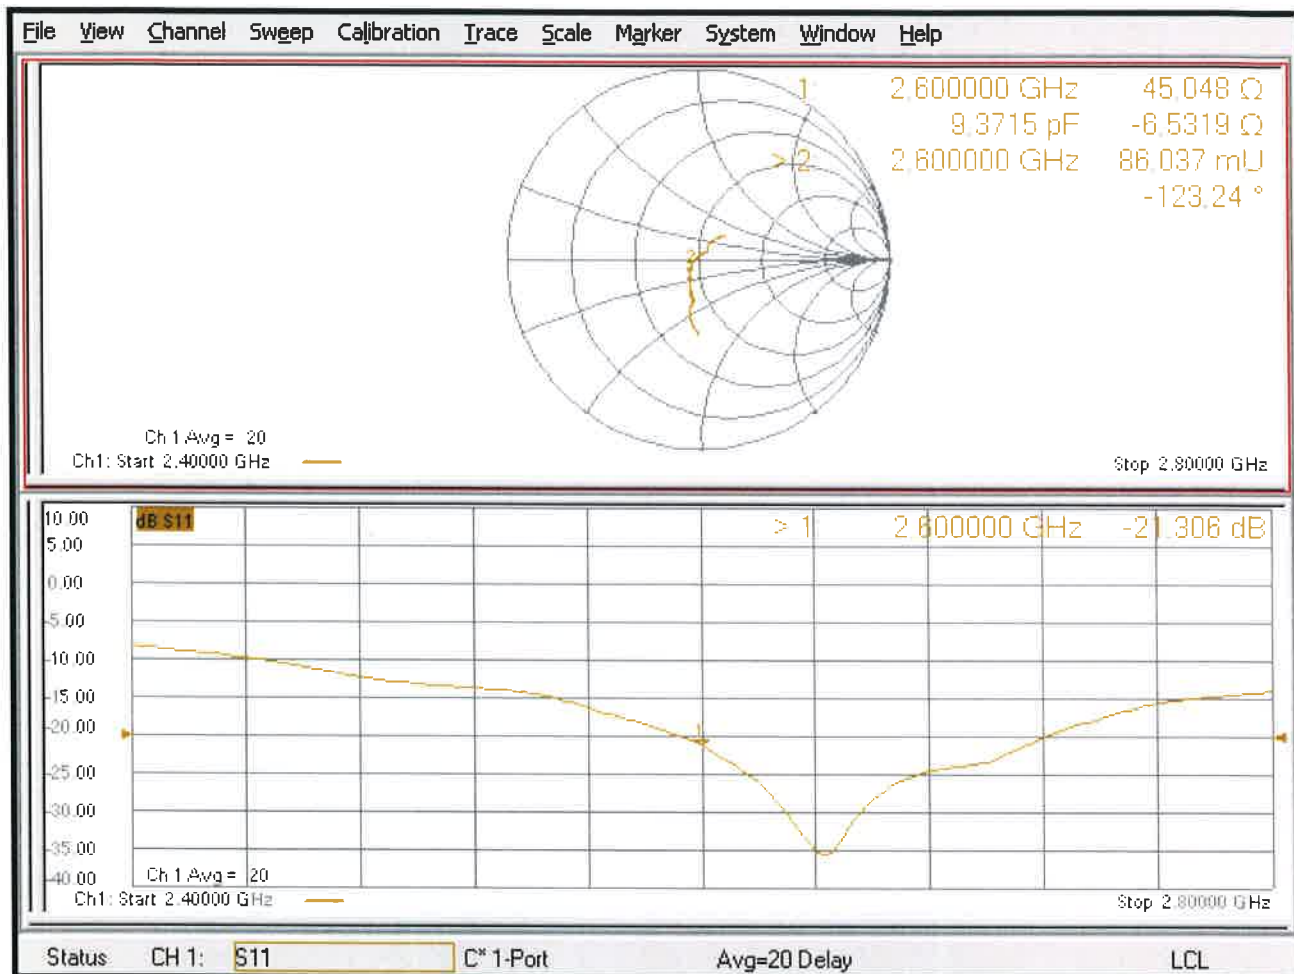 File View Channel Sweep Calibration Trace Scale Marker System Window Help
1 2,600000 GHz 45,048 Ω
9,3715 pF -6,5319 Ω
> 2 2,600000 GHz 86,037 mU
-123,24 °
2
Ch 1 Avg = 20
Ch1: Start 2.40000 GHz Stop 2.80000 GHz
10.00 dB S11 > 1 2,600000 GHz -21,306 dB
5.00
0.00
-5.00
-10.00
-15.00
-20.00 1
-25.00
-30.00
-35.00
-40.00 Ch 1 Avg = 20
Ch1: Start 2.40000 GHz Stop 2.80000 GHz
Status CH 1: S11 C* 1-Port Avg=20 Delay LCL